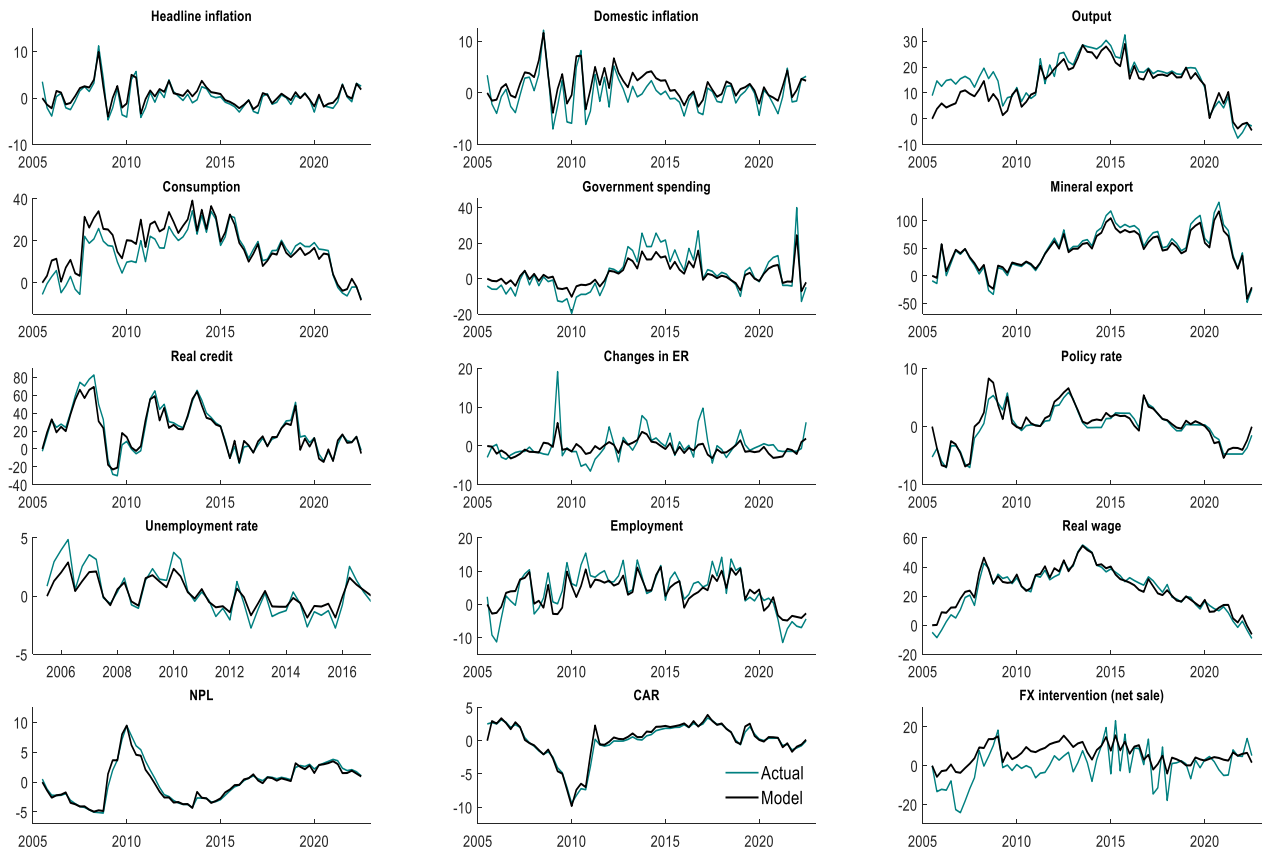 Headline inflation
10
0
-10
2005 2010 2015 2020
Domestic inflation
10
0
-10
2005 2010 2015 2020
Output
30
20
10
0
-10
2005 2010 2015 2020
Consumption
40
20
0
2005 2010 2015 2020
Government spending
40
20
0
-20
2005 2010 2015 2020
Mineral export
100
50
0
-50
2005 2010 2015 2020
Real credit
80
60
40
20
0
-20
-40
2005 2010 2015 2020
Changes in ER
20
10
0
-10
2005 2010 2015 2020
Policy rate
10
0
-10
2005 2010 2015 2020
Unemployment rate
5
0
-5
2006 2008 2010 2012 2014 2016
Employment
20
10
0
-10
2005 2010 2015 2020
Real wage
60
40
20
0
-20
2005 2010 2015 2020
NPL
10
5
0
-5
2005 2010 2015 2020
CAR
5
0
-5
-10
Actual
Model
2005 2010 2015 2020
FX intervention (net sale)
20
0
-20
2005 2010 2015 2020